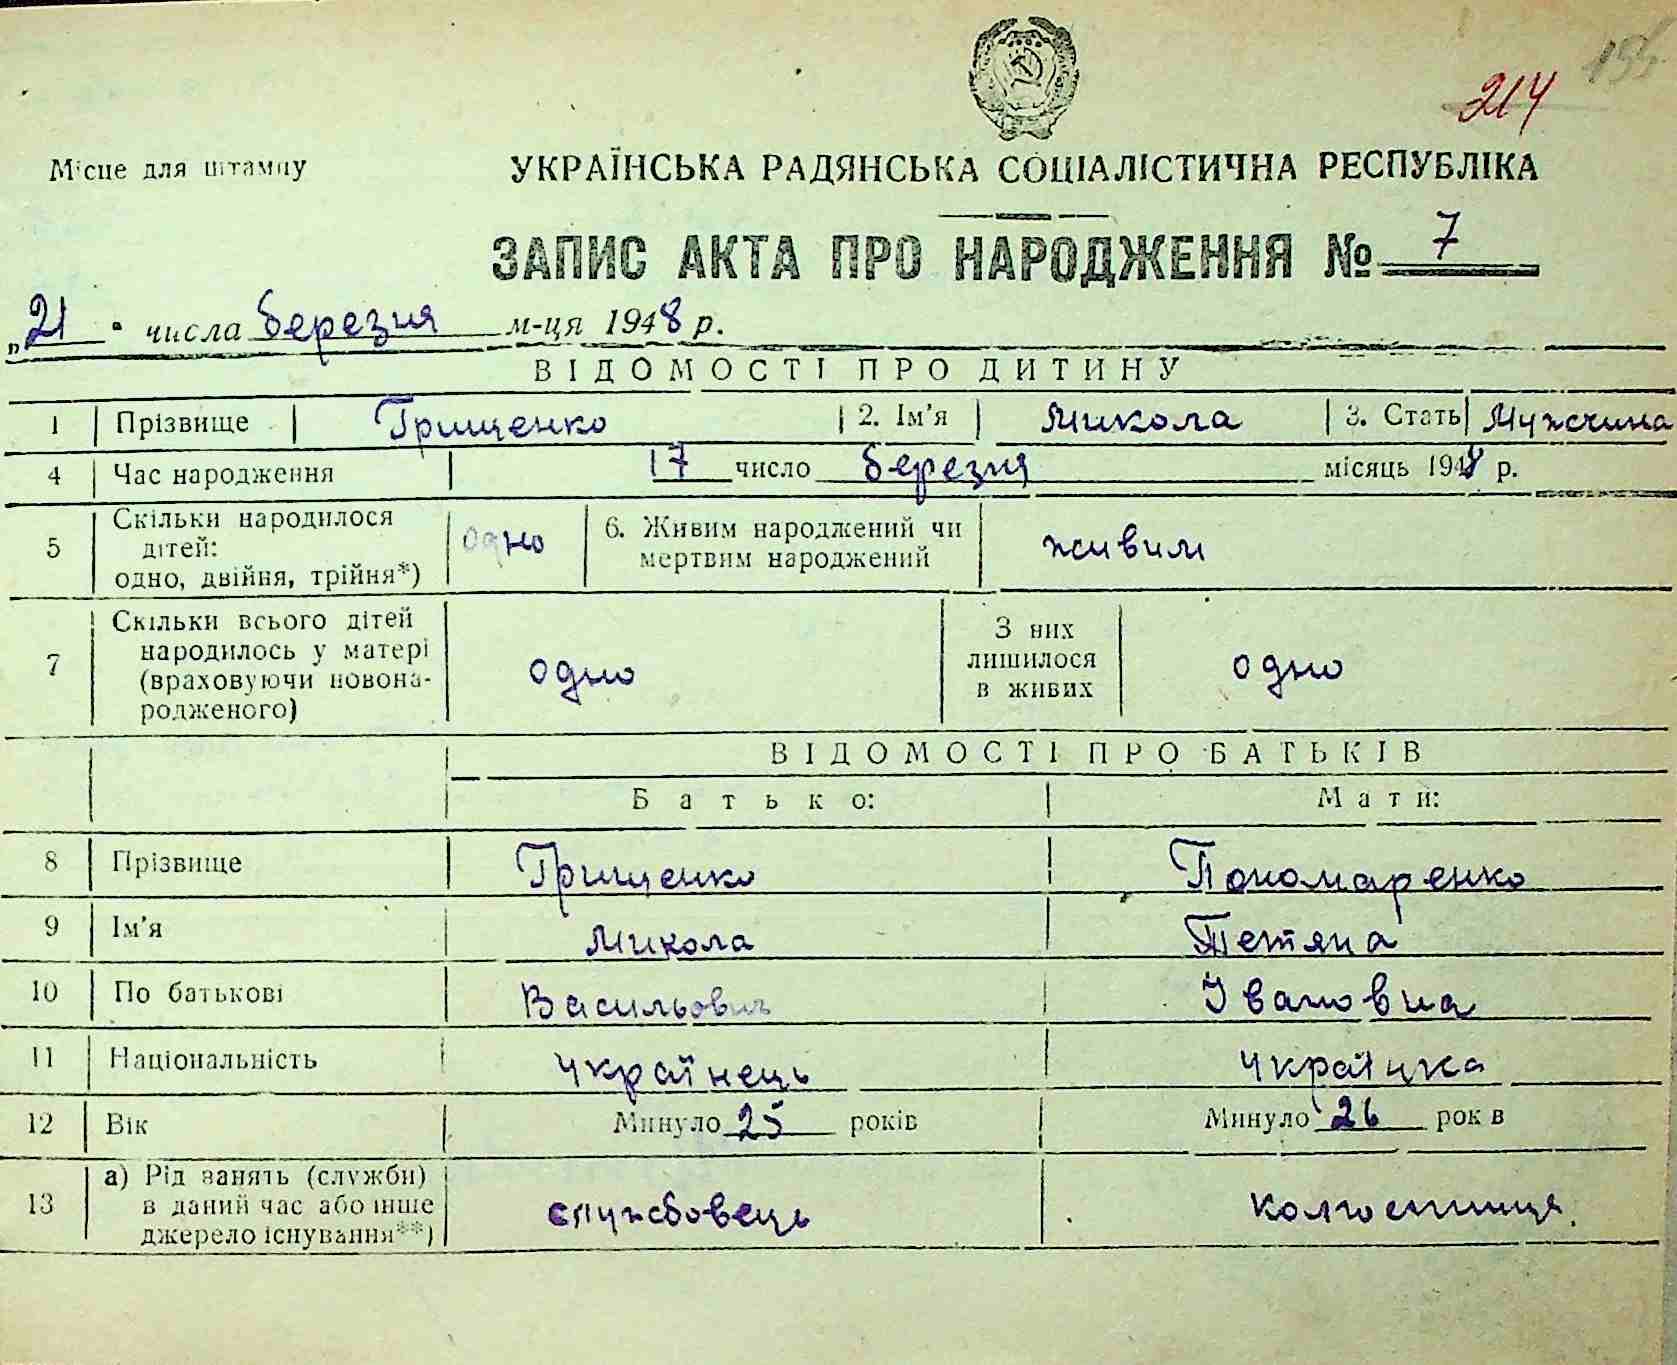 214 155
Місце для штампу
УКРАЇНСЬКА РАДЯНСЬКА СОЦІАЛІСТИЧНА РЕСПУБЛІКА
ЗАПИС АКТА ПРО НАРОДЖЕННЯ № 7
„21" числа березня м-ця 1948 р.
ВІДОМОСТІ ПРО ДИТИНУ
1 Прізвище Грищенко 2. Ім'я Микола 3. Стать Мужчина
4 Час народження 17 число березня місяць 1948 р.
5 Скільки народилося дітей: одно, двійня, трійня*) одно 6. Живим народжений чи мертвим народжений живим
7 Скільки всього дітей народилось у матері (враховуючи новонародженого) одно З них лишилося в живих одно
ВІДОМОСТІ ПРО БАТЬКІВ
Батько: Мати:
8 Прізвище Грищенко Пономаренко
9 Ім'я Микола Тетяна
10 По батькові Васильович Івановна
11 Національність Українець Українка
12 Вік Минуло 25 років Минуло 26 років
13 а) Рід занять (служби) в даний час або інше джерело існування**) службовець колгоспниця.